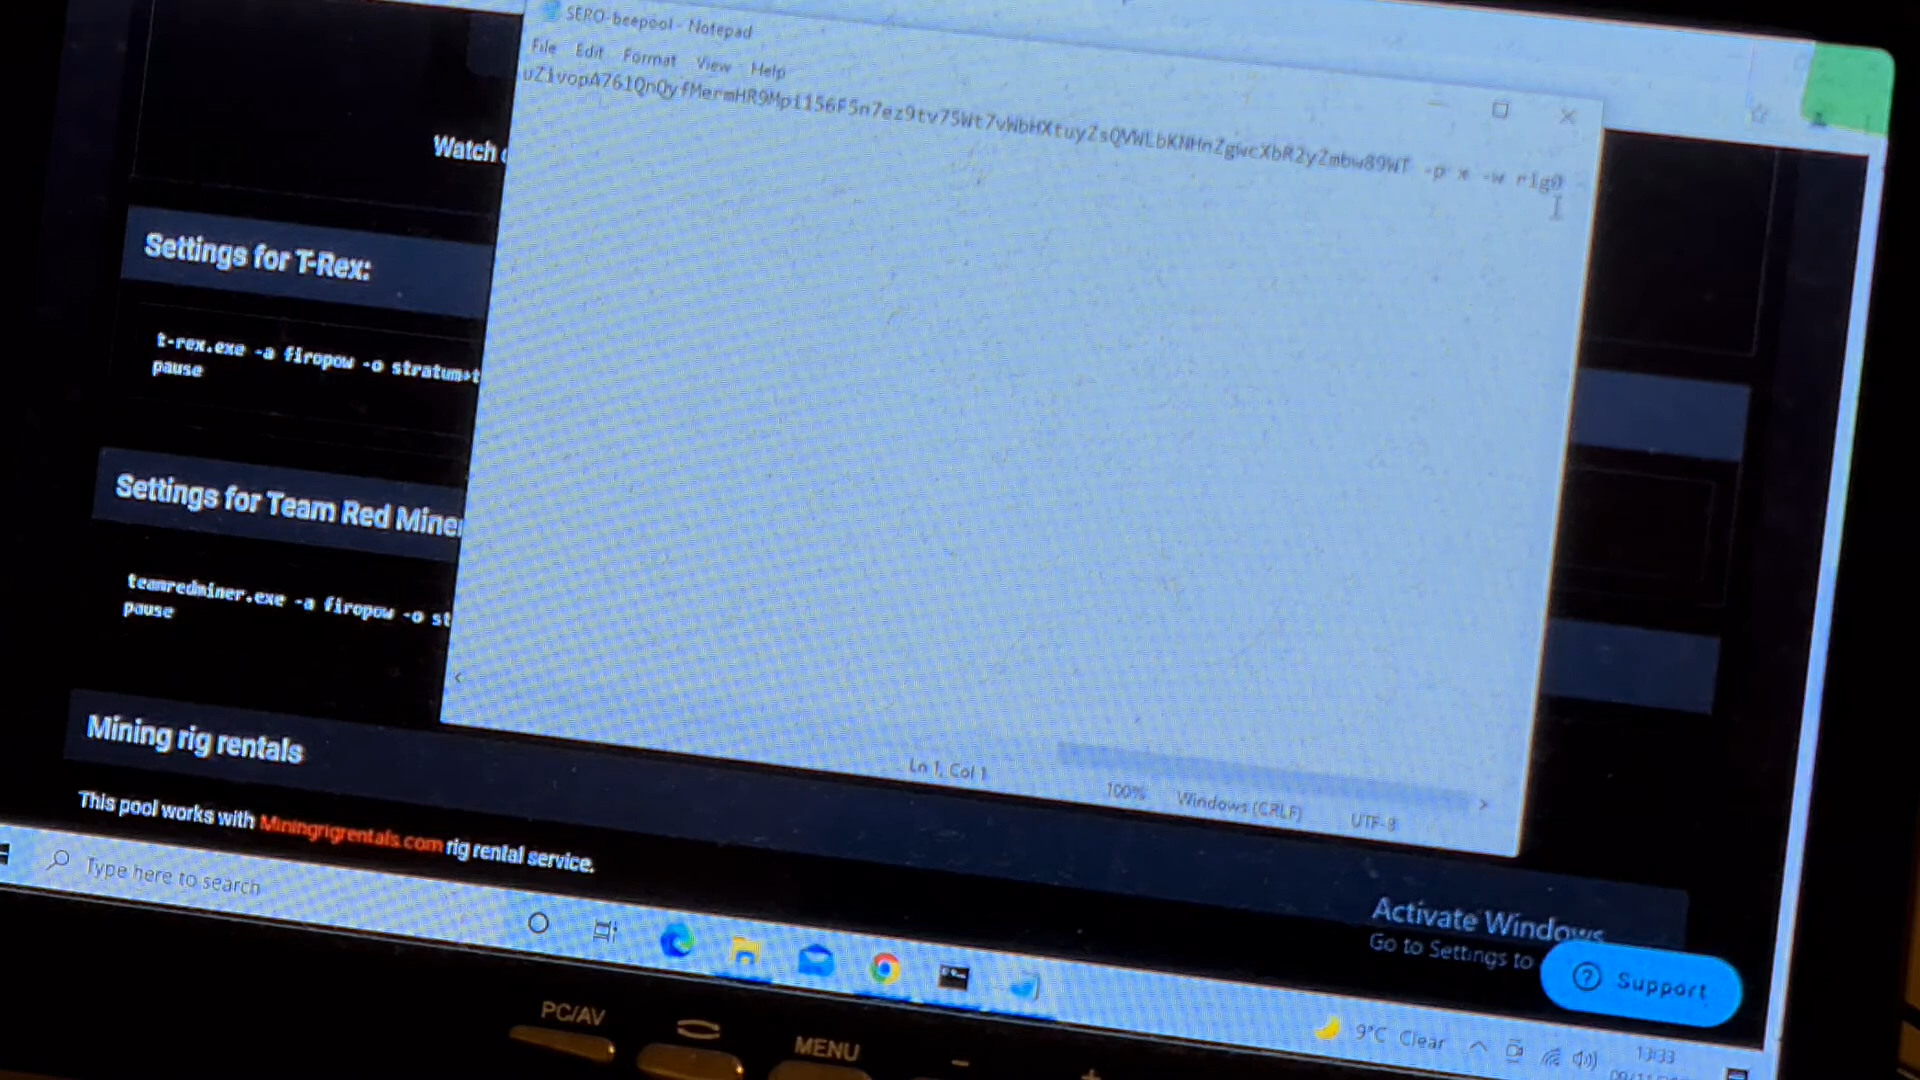 SERO-beepool - Notepad
File Edit Format View Help
-p x -w rig0
Watch
Settings for T-Rex:
t-rex.exe -a firopow -o stratum+t
pause
Settings for Team Red Miner
teamredminer.exe -a firopow -o st
pause
Mining rig rentals
This pool works with Miningrigrentals.com rig rental service.
Ln 1, Col 1
100%
Windows (CRLF)
UTF-8
Activate Windows
Go to Settings to
Support
Type here to search
9°C Clear
13:33
PC/AV
MENU